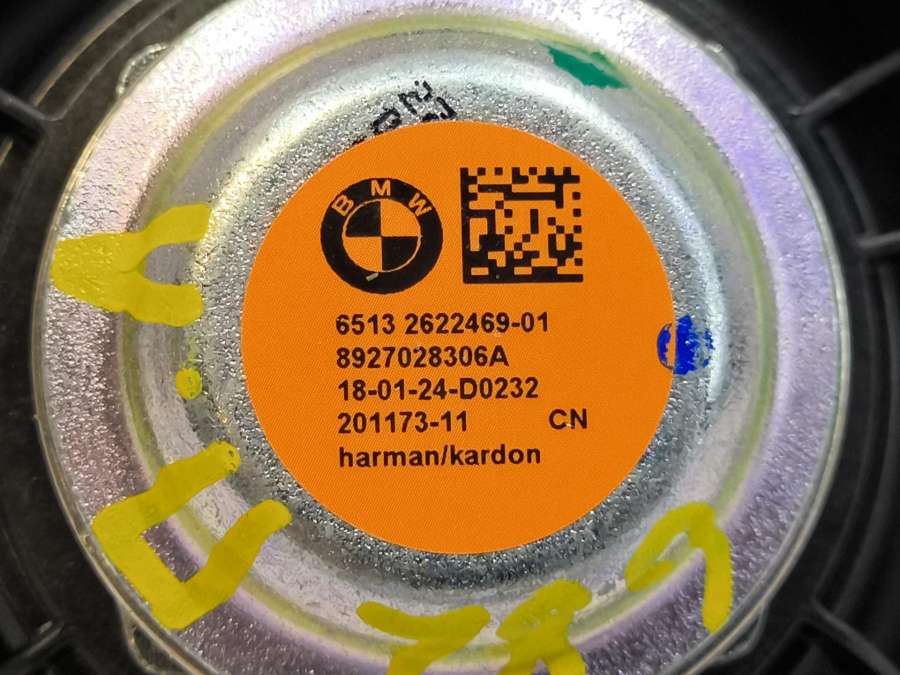 BMW
6513 2622469-01
8927028306A
18-01-24-D0232
201173-11 CN
harman/kardon